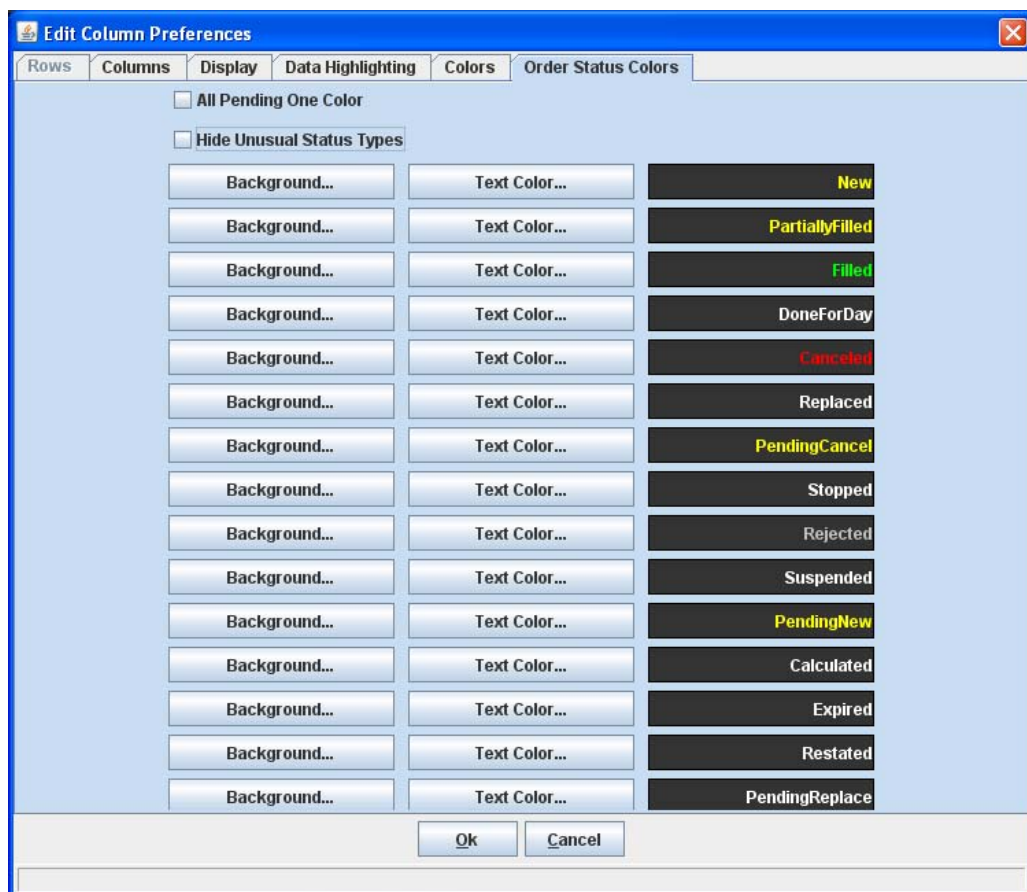 Edit Column Preferences
Rows Columns Display Data Highlighting Colors Order Status Colors
All Pending One Color
Hide Unusual Status Types
Background... Text Color... New
Background... Text Color... PartiallyFilled
Background... Text Color... Filled
Background... Text Color... DoneForDay
Background... Text Color... Canceled
Background... Text Color... Replaced
Background... Text Color... PendingCancel
Background... Text Color... Stopped
Background... Text Color... Rejected
Background... Text Color... Suspended
Background... Text Color... PendingNew
Background... Text Color... Calculated
Background... Text Color... Expired
Background... Text Color... Restated
Background... Text Color... PendingReplace
Ok Cancel